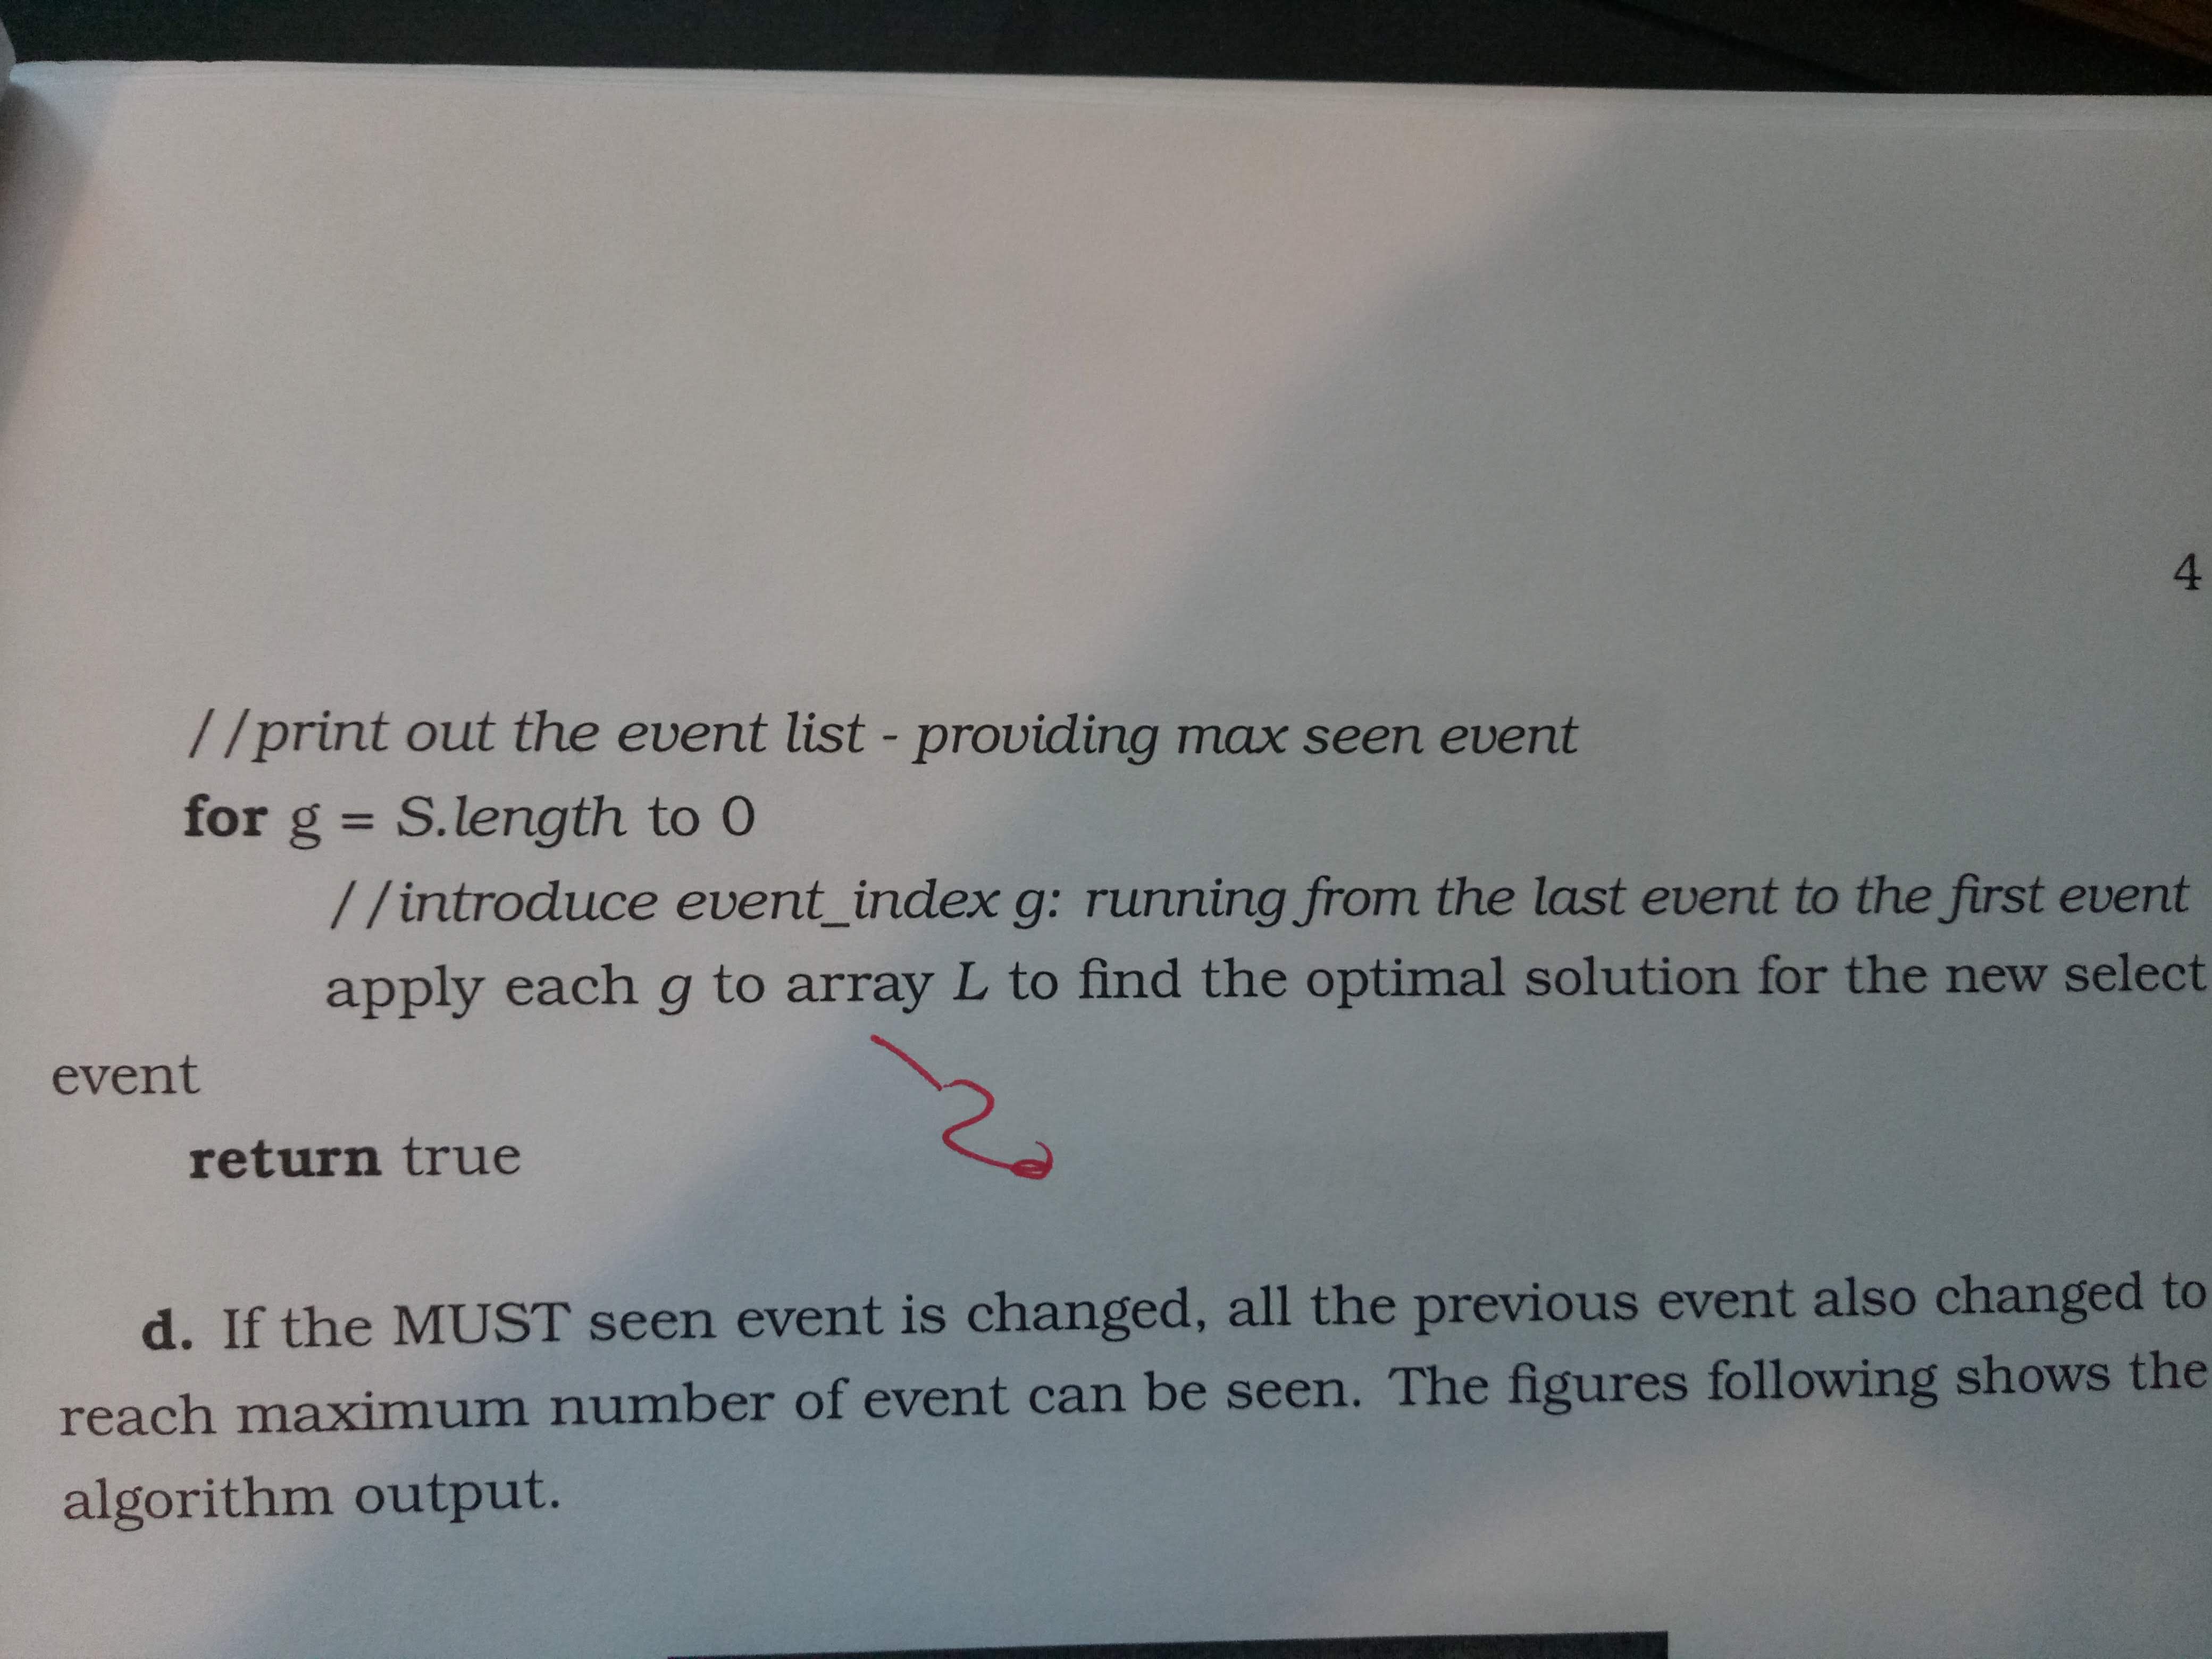 4
//print out the event list - providing max seen event
for g = S.length to 0
//introduce event_index g: running from the last event to the first event
apply each g to array L to find the optimal solution for the new select
event
return true
d. If the MUST seen event is changed, all the previous event also changed to
reach maximum number of event can be seen. The figures following shows the
algorithm output.